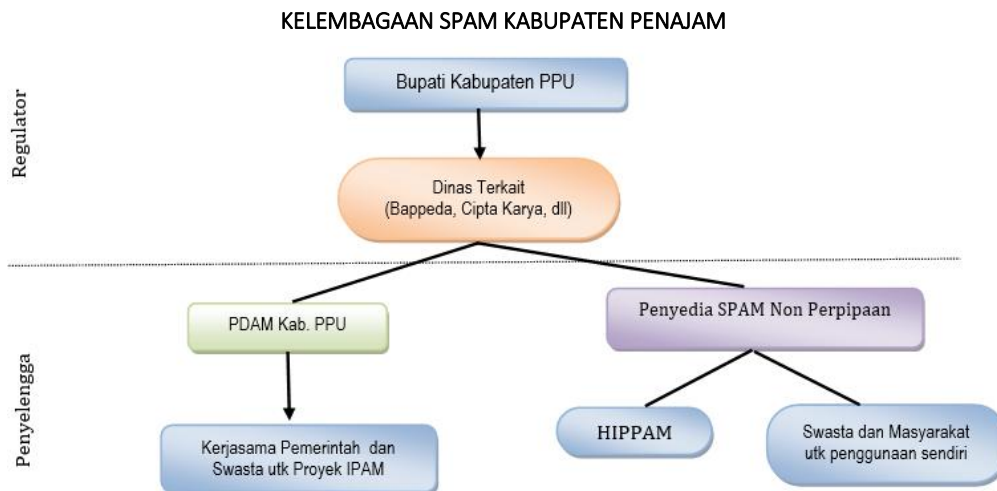 KELEMBAGAAN SPAM KABUPATEN PENAJAM
Regulator
Bupati Kabupaten PPU
Dinas Terkait
(Bappeda, Cipta Karya, dll)
Penyelengga
PDAM Kab. PPU
Penyedia SPAM Non Perpipaan
Kerjasama Pemerintah dan
Swasta utk Proyek IPAM
HIPPAM
Swasta dan Masyarakat
utk penggunaan sendiri